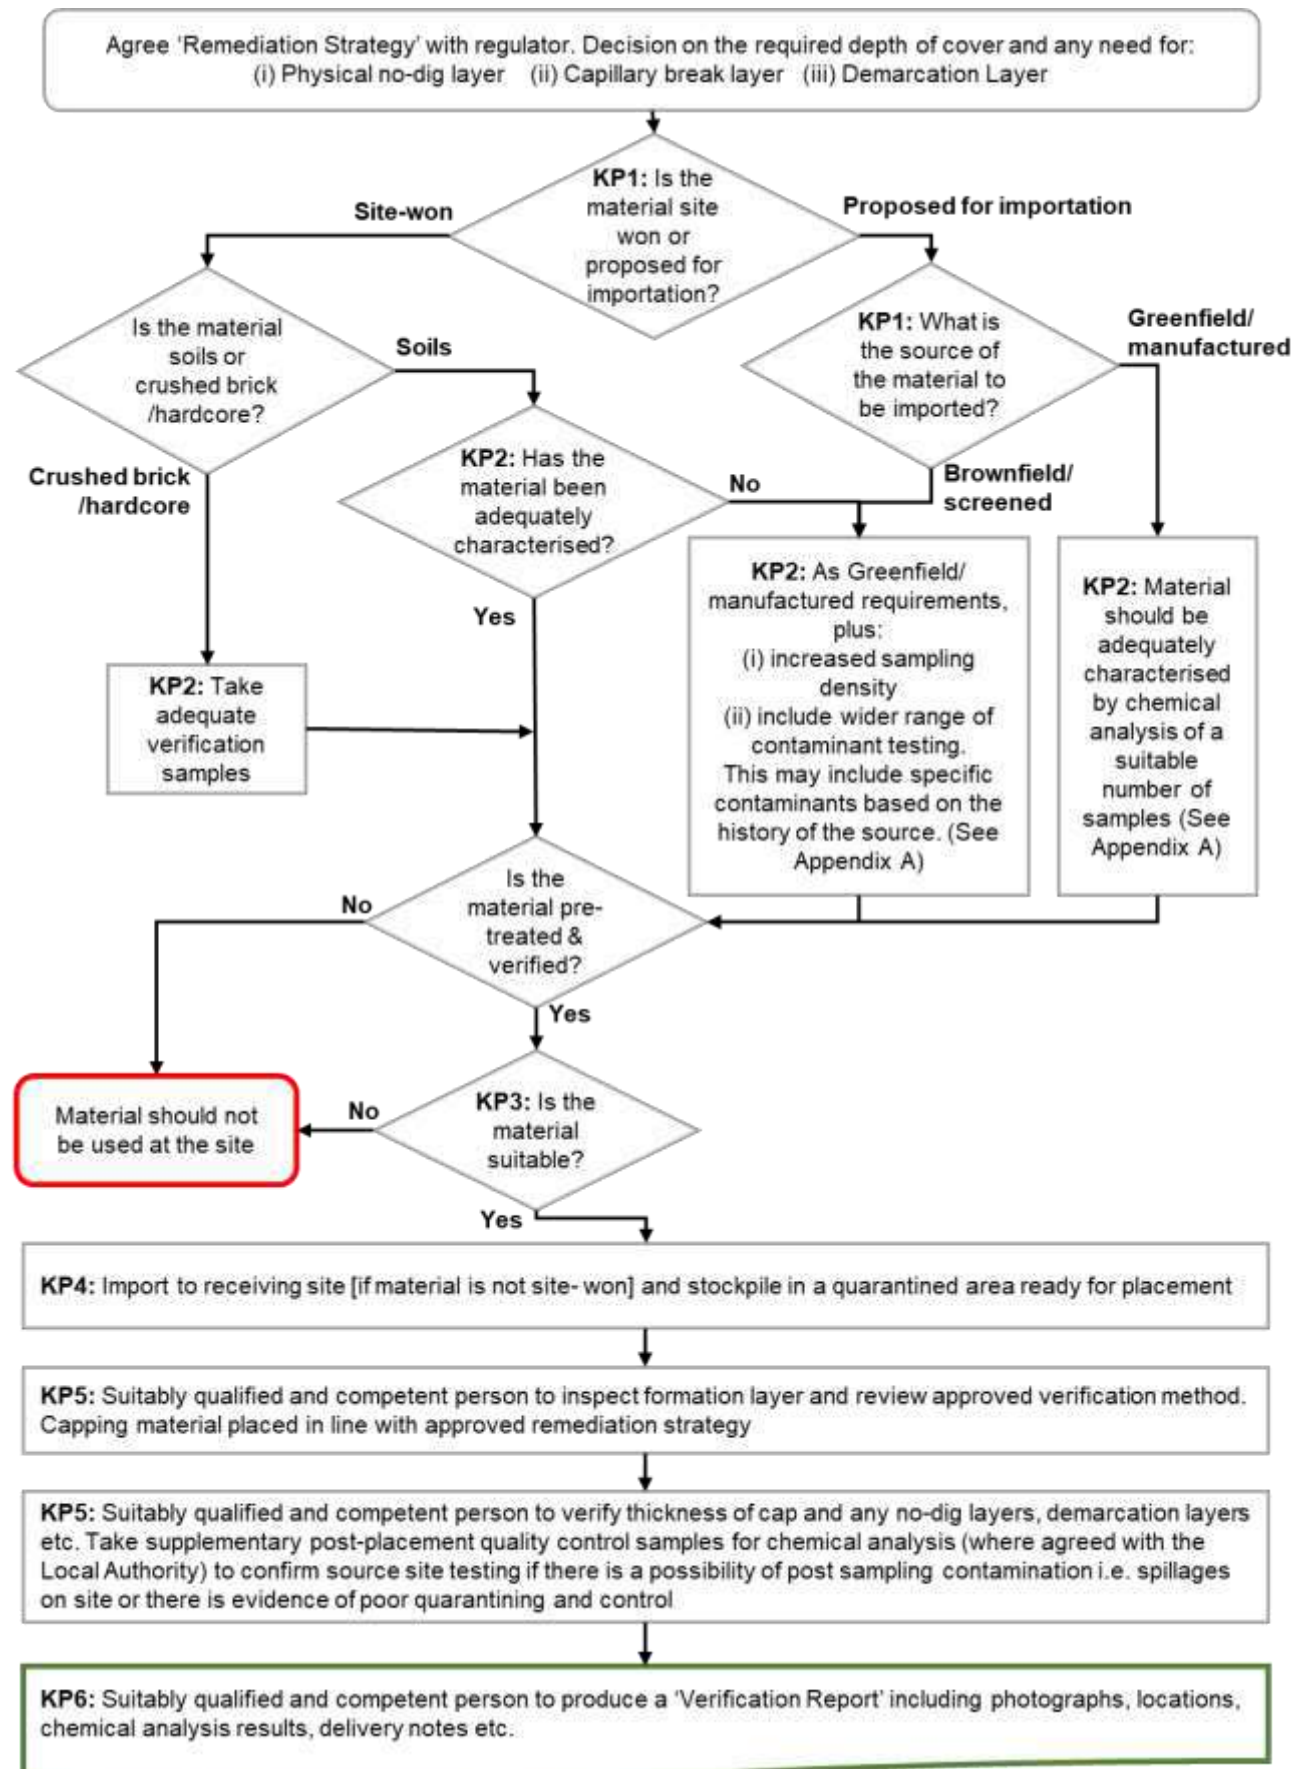 Agree ‘Remediation Strategy’ with regulator. Decision on the required depth of cover and any need for:
(i) Physical no-dig layer (ii) Capillary break layer (iii) Demarcation Layer
KP1: Is the
material site
won or
proposed for
importation?
Site-won
Proposed for importation
Is the material
soils or
crushed brick
/hardcore?
Soils
Crushed brick
/hardcore
KP1: What is
the source of
the material to
be imported?
Greenfield/
manufactured
Brownfield/
screened
KP2: Has the
material been
adequately
characterised?
No
Yes
KP2: Take
adequate
verification
samples
KP2: As Greenfield/
manufactured requirements,
plus:
(i) increased sampling
density
(ii) include wider range of
contaminant testing.
This may include specific
contaminants based on the
history of the source. (See
Appendix A)
KP2: Material
should be
adequately
characterised
by chemical
analysis of a
suitable
number of
samples (See
Appendix A)
Is the
material pre-
treated &
verified?
No
Yes
Material should not
be used at the site
KP3: Is the
material
suitable?
No
Yes
KP4: Import to receiving site [if material is not site- won] and stockpile in a quarantined area ready for placement
KP5: Suitably qualified and competent person to inspect formation layer and review approved verification method.
Capping material placed in line with approved remediation strategy
KP5: Suitably qualified and competent person to verify thickness of cap and any no-dig layers, demarcation layers
etc. Take supplementary post-placement quality control samples for chemical analysis (where agreed with the
Local Authority) to confirm source site testing if there is a possibility of post sampling contamination i.e. spillages
on site or there is evidence of poor quarantining and control
KP6: Suitably qualified and competent person to produce a ‘Verification Report’ including photographs, locations,
chemical analysis results, delivery notes etc.